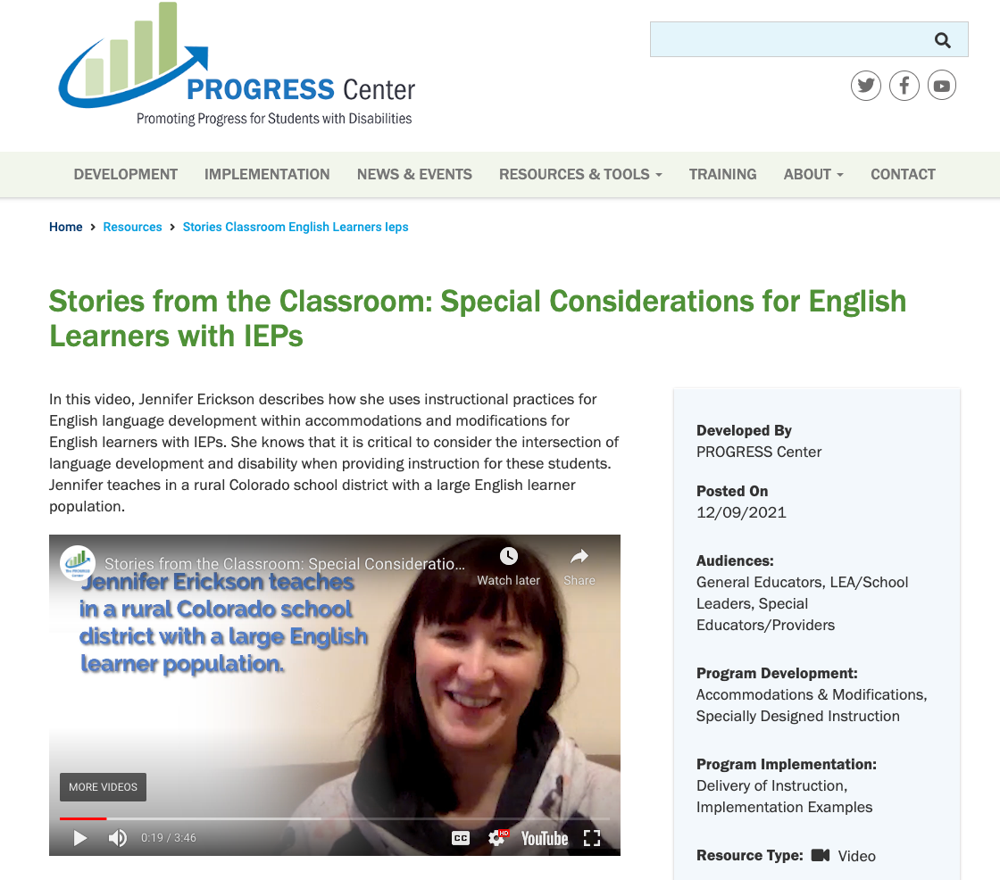 PROGRESS Center
Promoting Progress for Students with Disabilities
DEVELOPMENT IMPLEMENTATION NEWS & EVENTS RESOURCES & TOOLS TRAINING ABOUT CONTACT
Home > Resources > Stories Classroom English Learners Ieps
Stories from the Classroom: Special Considerations for English
Learners with IEPs
In this video, Jennifer Erickson describes how she uses instructional practices for
English language development within accommodations and modifications for
English learners with IEPs. She knows that it is critical to consider the intersection of
language development and disability when providing instruction for these students.
Jennifer teaches in a rural Colorado school district with a large English learner
population.
Stories from the Classroom: Special Consideratio...
Watch later
Share
Jennifer Erickson teaches
in a rural Colorado school
district with a large English
learner population.
MORE VIDEOS
0:19 / 3:46
CC
HD
YouTube
Developed By
PROGRESS Center
Posted On
12/09/2021
Audiences:
General Educators, LEA/School
Leaders, Special
Educators/Providers
Program Development:
Accommodations & Modifications,
Specially Designed Instruction
Program Implementation:
Delivery of Instruction,
Implementation Examples
Resource Type: Video